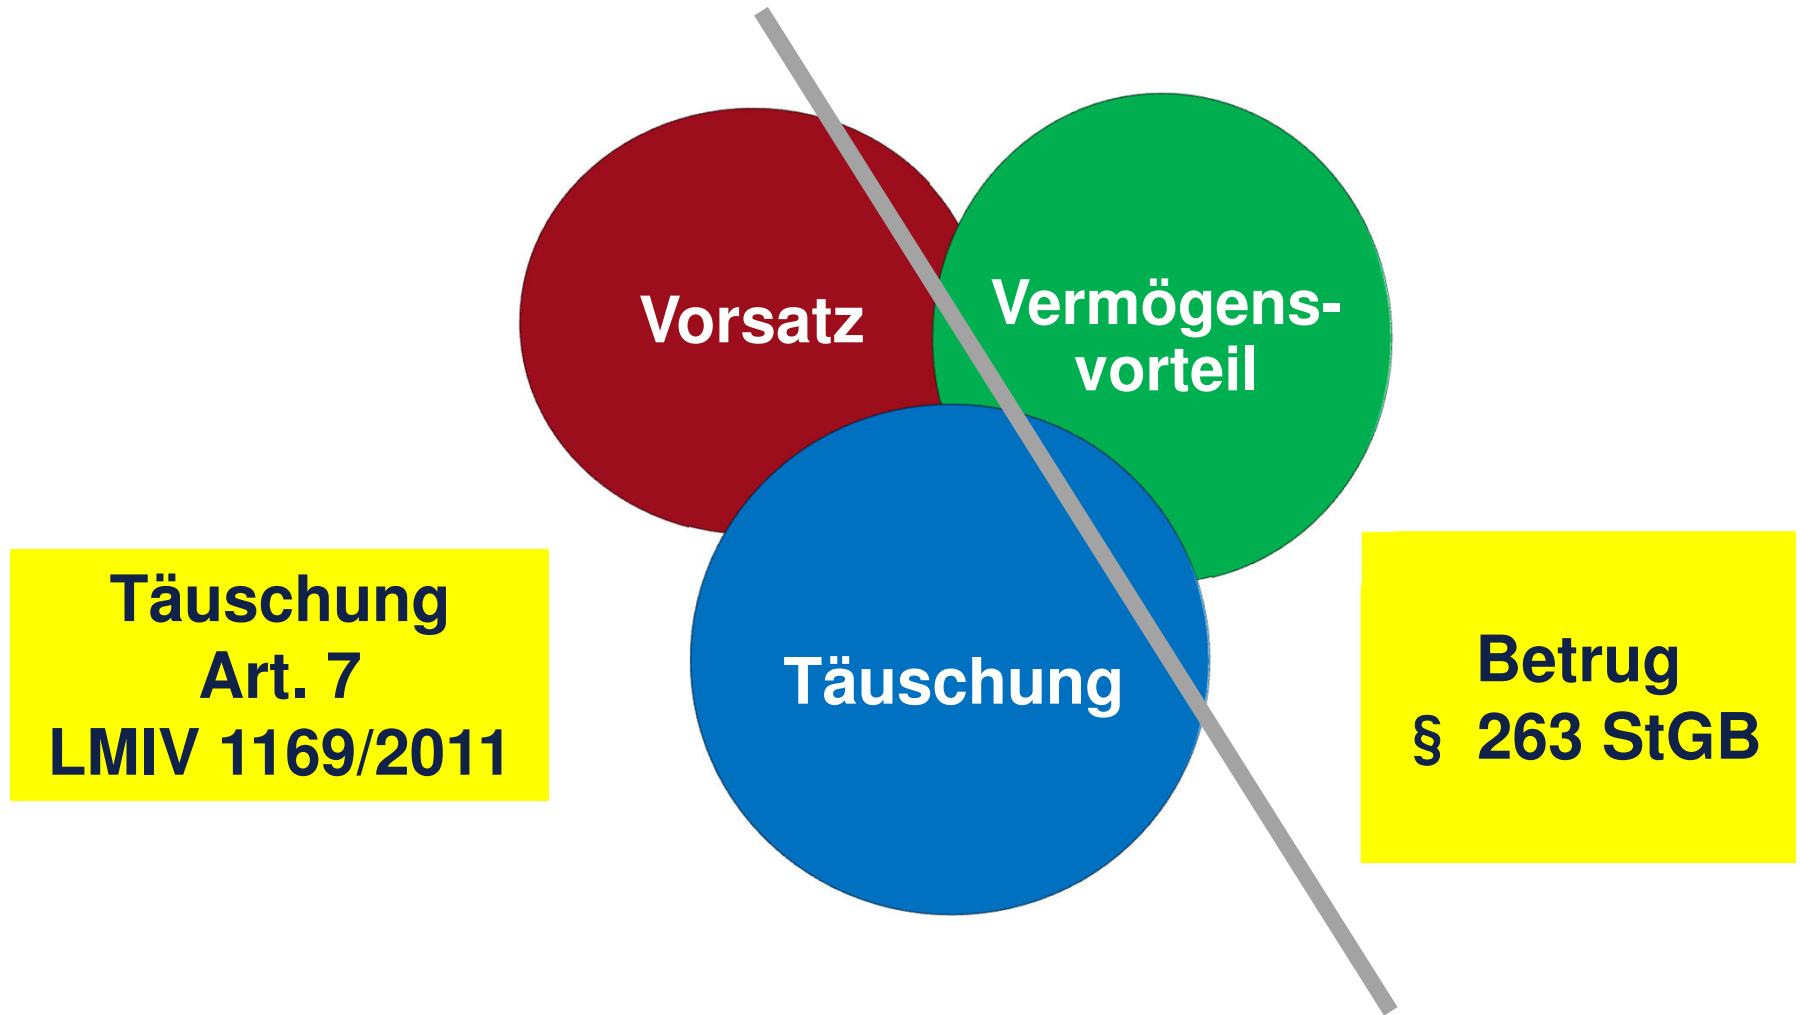 Vorsatz
Vermögens-
vorteil
Täuschung
Täuschung
Art. 7
LMIV 1169/2011
Betrug
§ 263 StGB